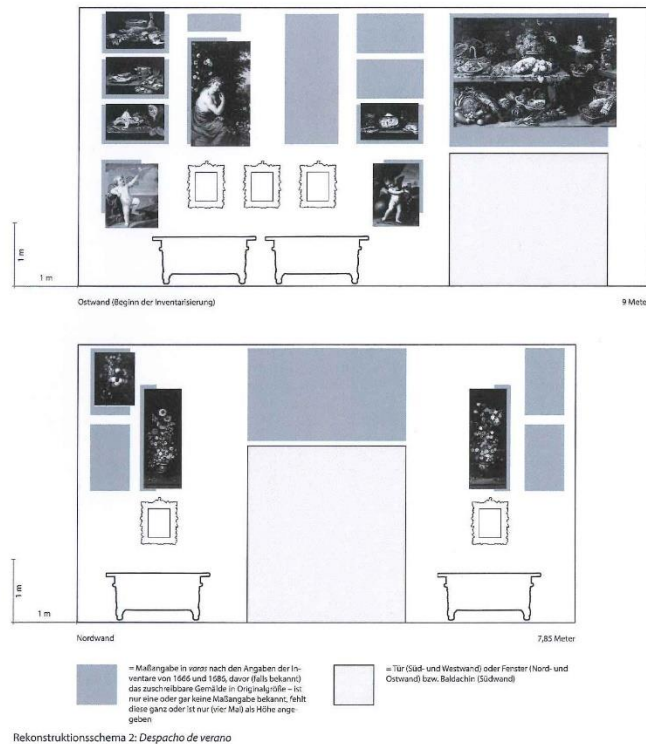 1 m
1 m
Ostwand (Beginn der Inventarisierung)
9 Mete
1 m
1 m
Nordwand
7,85 Meter
= Maßangabe in varas nach den Angaben der In-
ventare von 1666 und 1686, davor (falls bekannt)
das zuschreibbare Gemälde in Originalgröße – ist
nur eine oder gar keine Maßangabe bekannt, fehlt
diese ganz oder ist nur (vier Mal) als Höhe ange-
geben
= Tür (Süd- und Westwand) oder Fenster (Nord- und
Ostwand) bzw. Baldachin (Südwand)
Rekonstruktionsschema 2: Despacho de verano